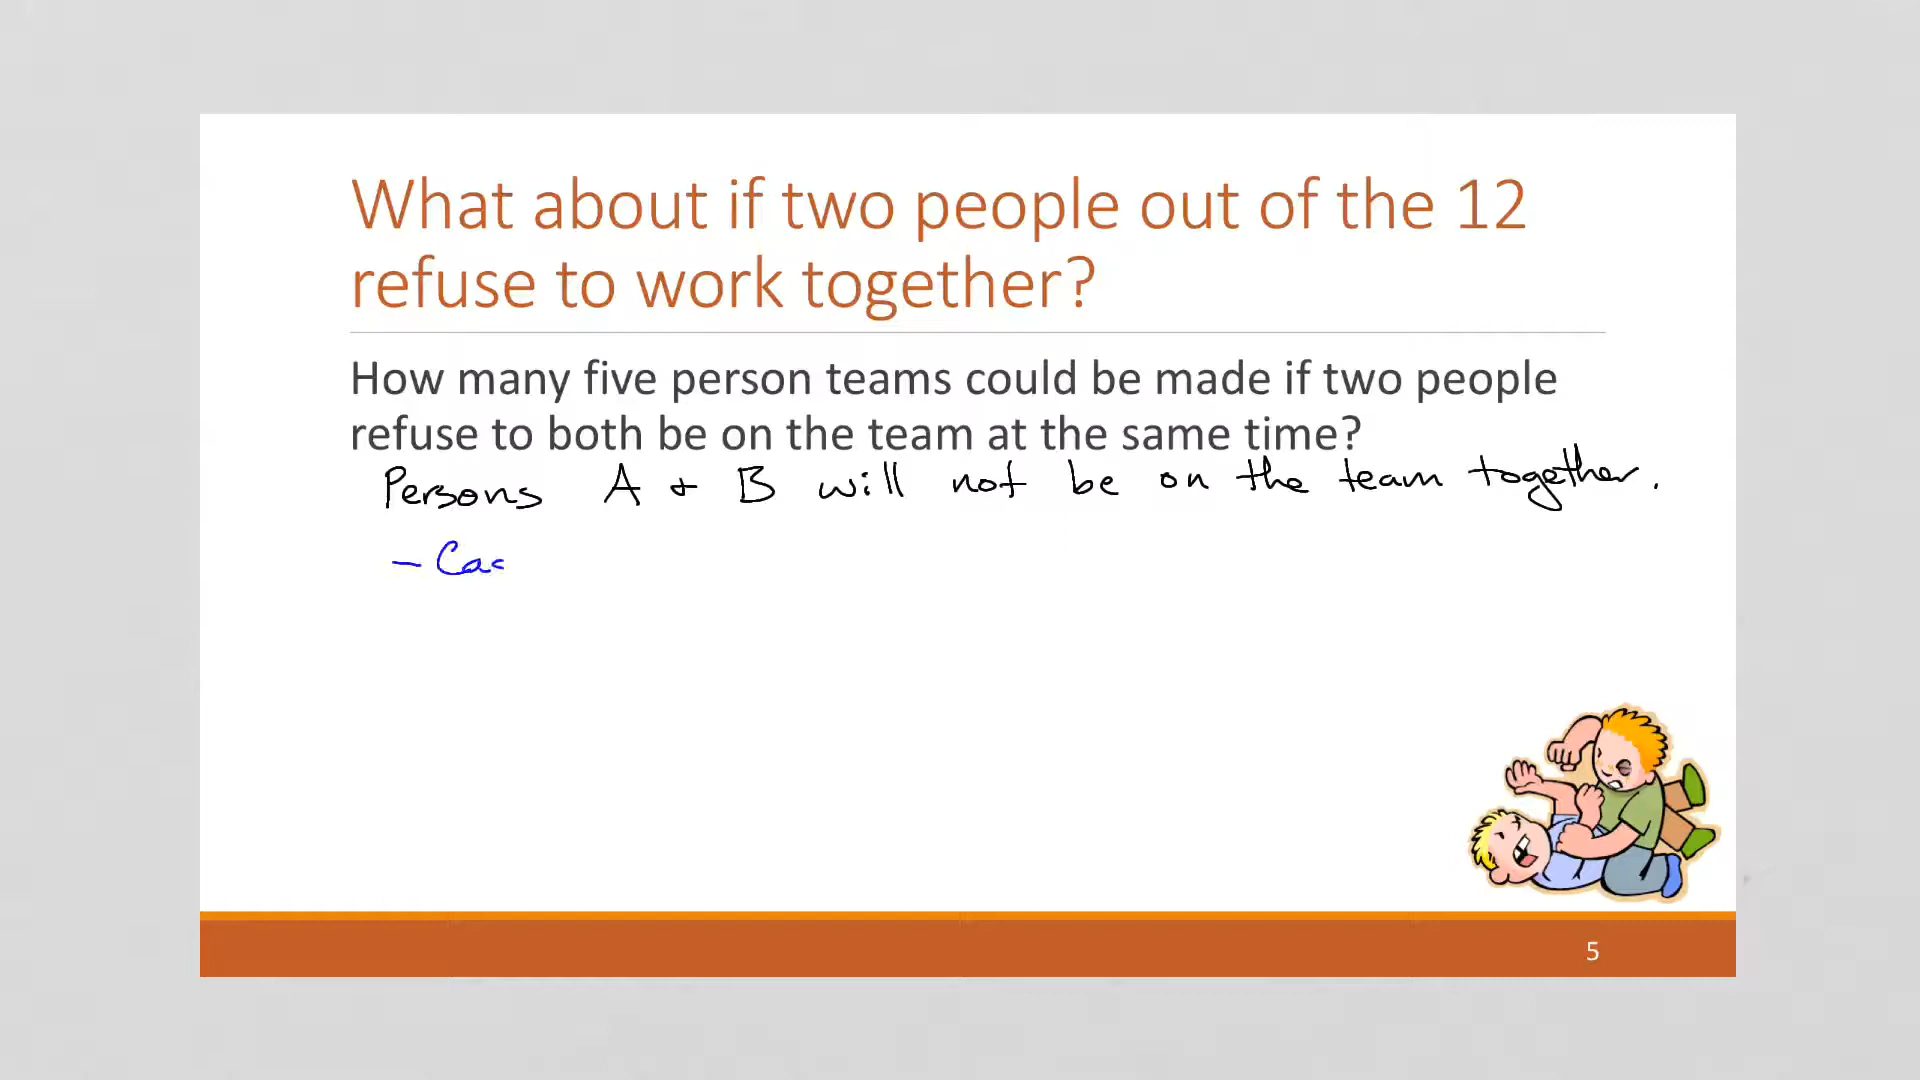 What about if two people out of the 12
refuse to work together?
How many five person teams could be made if two people
refuse to both be on the team at the same time?
Persons A + B will not be on the team together.
- Cas
5